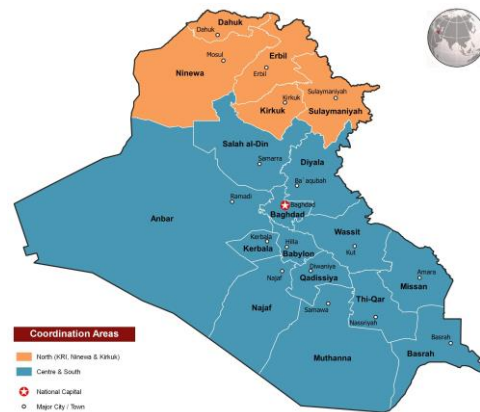 Dahuk
Dahuk
Mosul
Erbil
Erbil
Ninewa
Kirkuk
Kirkuk
Sulaymaniyah
Sulaymaniyah
Salah al-Din
Samarra
Diyala
Ba`aqubah
Ramadi
Anbar
Baghdad
Baghdad
Wassit
Kut
Kerbala
Kerbala
Hilla
Babylon
Diwaniya
Qadissiya
Najaf
Najaf
Amara
Missan
Samawa
Thi-Qar
Naseriyah
Muthanna
Basrah
Basrah
Coordination Areas
North (KRI, Ninewa & Kirkuk)
Centre & South
National Capital
Major City / Town